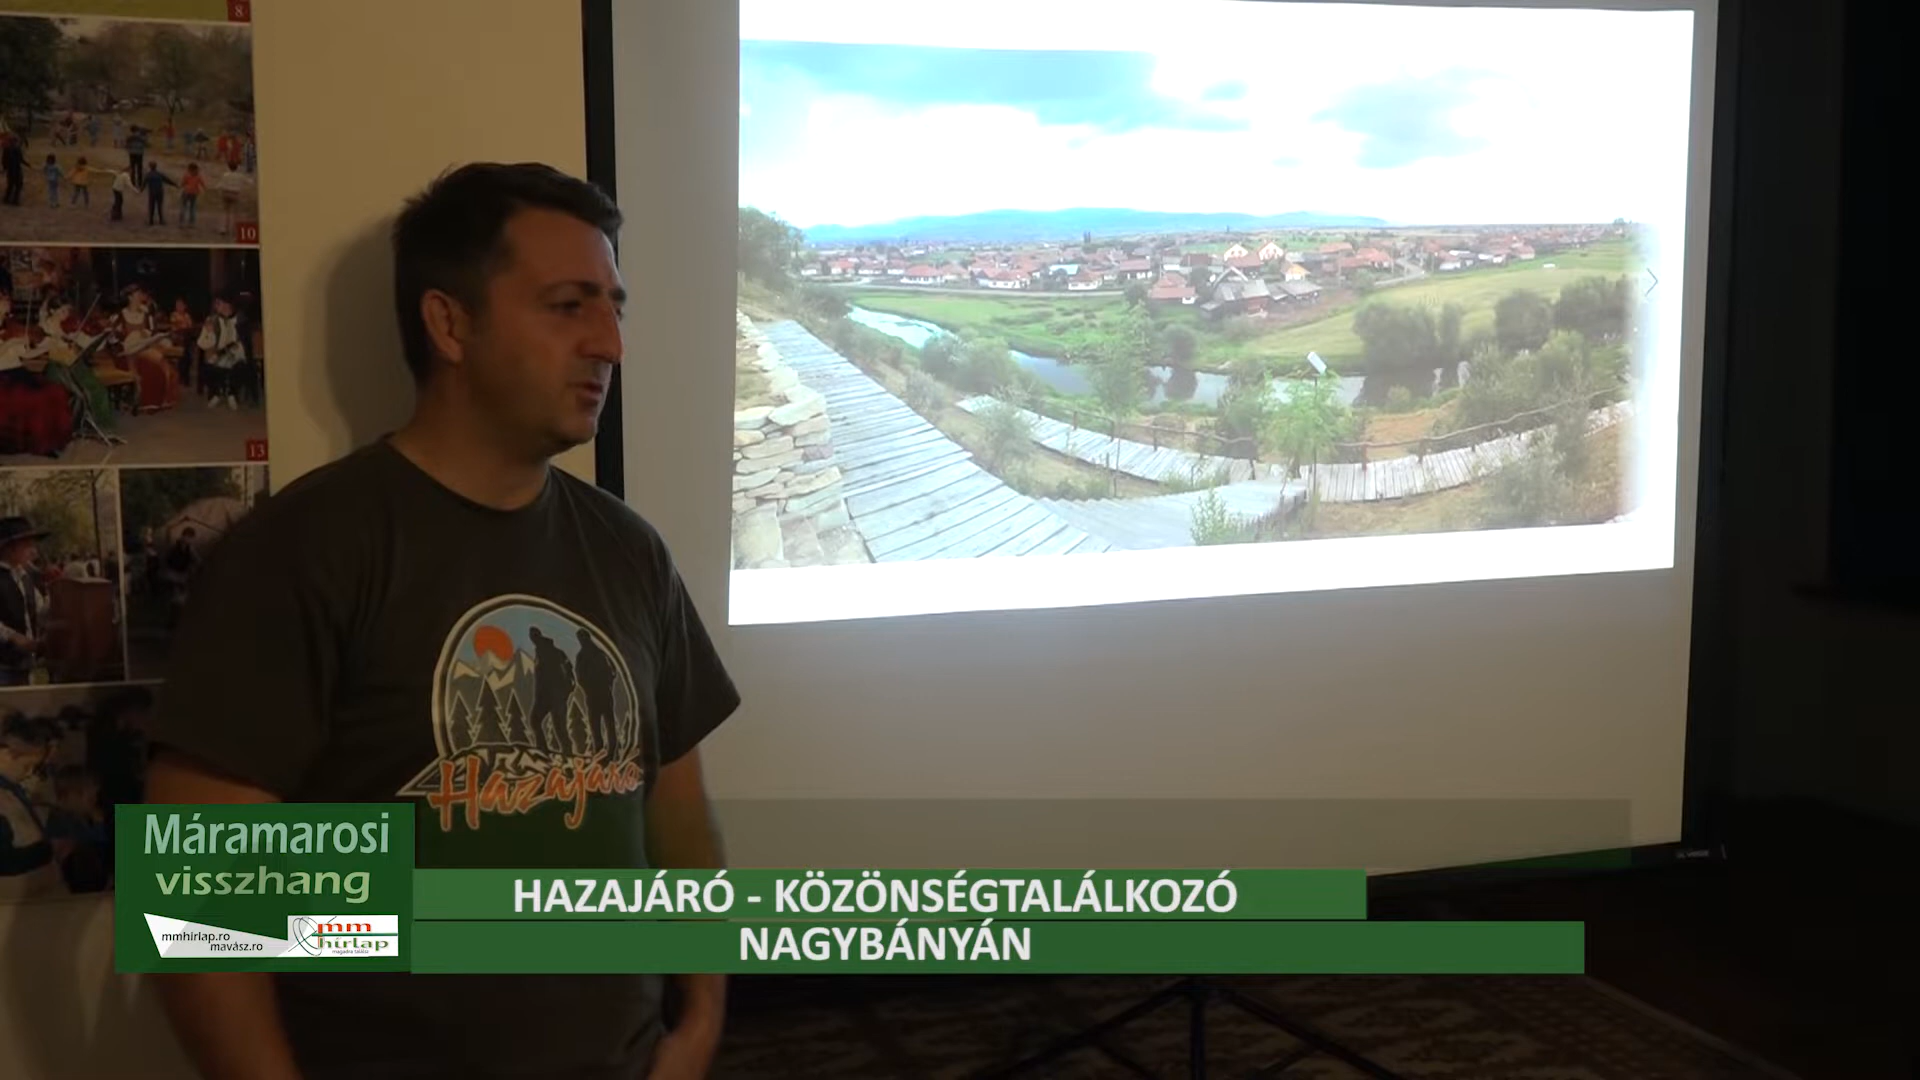 8
10
13
Hazajáró
Máramarosi
visszhang
mmhirlap.ro
mavász.ro
mm
hírlap
HAZAJÁRÓ - KÖZÖNSÉGTALÁLKOZÓ
NAGYBÁNYÁN